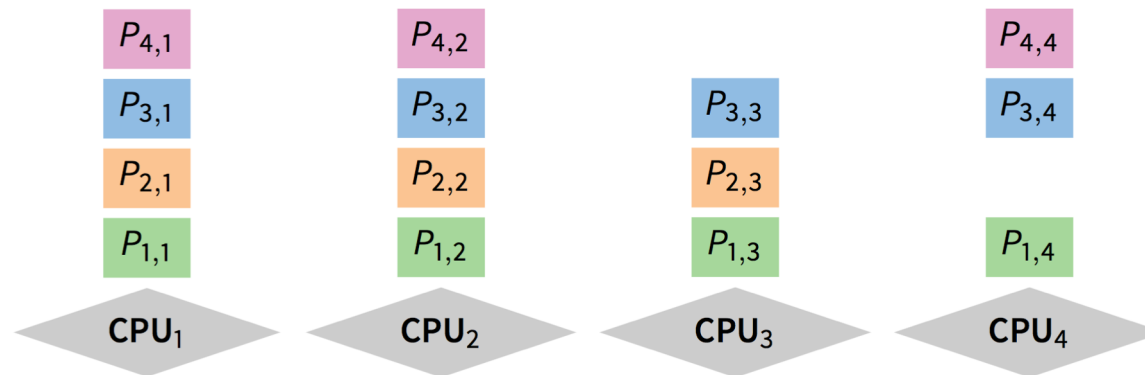 P4,1 P4,2 P4,4
P3,1 P3,2 P3,3 P3,4
P2,1 P2,2 P2,3
P1,1 P1,2 P1,3 P1,4
CPU1 CPU2 CPU3 CPU4